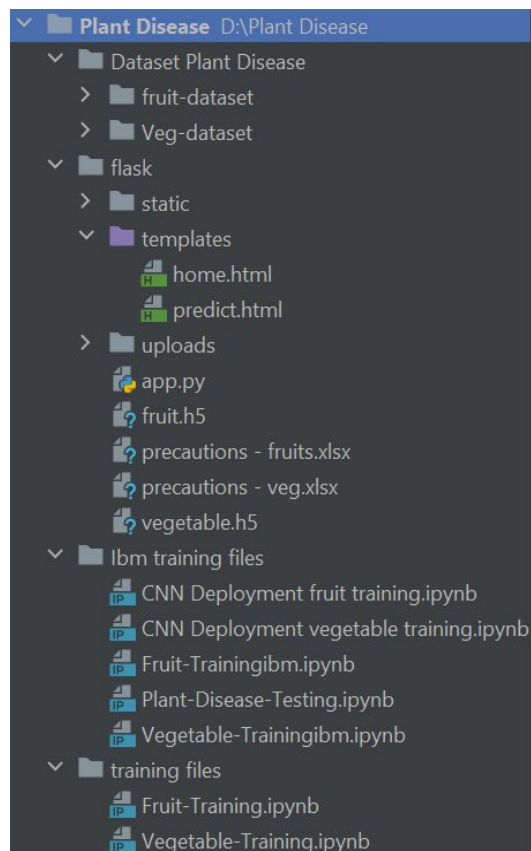 Plant Disease D:\Plant Disease
Dataset Plant Disease
fruit-dataset
Veg-dataset
flask
static
templates
home.html
predict.html
uploads
app.py
fruit.h5
precautions - fruits.xlsx
precautions - veg.xlsx
vegetable.h5
Ibm training files
CNN Deployment fruit training.ipynb
CNN Deployment vegetable training.ipynb
Fruit-Trainingibm.ipynb
Plant-Disease-Testing.ipynb
Vegetable-Trainingibm.ipynb
training files
Fruit-Training.ipynb
Vegetable-Training.ipynb